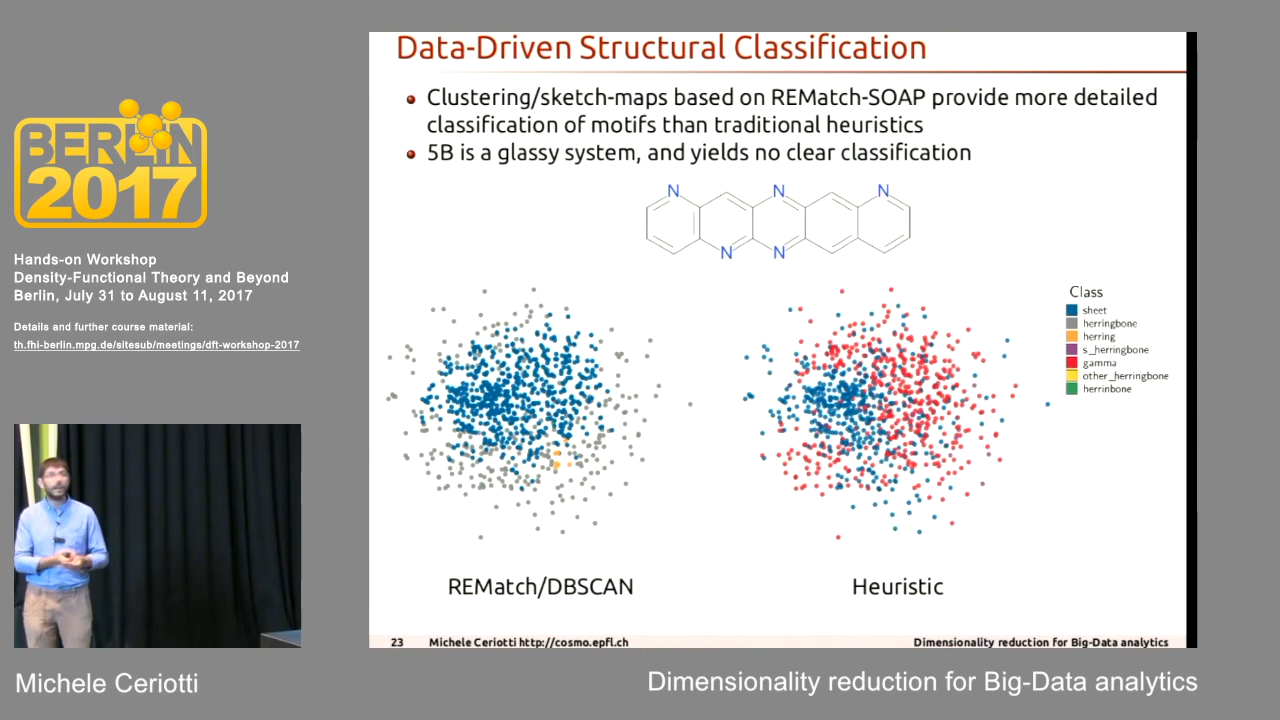 BERLIN
2017
Hands-on Workshop
Density-Functional Theory and Beyond
Berlin, July 31 to August 11, 2017
Details and further course material:
th.fhi-berlin.mpg.de/sitesub/meetings/dft-workshop-2017
Data-Driven Structural Classification
Clustering/sketch-maps based on REMatch-SOAP provide more detailed
classification of motifs than traditional heuristics
5B is a glassy system, and yields no clear classification
N N N
N N
Class
sheet
herringbone
herring
s_herringbone
gamma
other_herringbone
herrinbone
REMatch/DBSCAN Heuristic
23 Michele Ceriotti http://cosmo.epfl.ch Dimensionality reduction for Big-Data analytics
Michele Ceriotti Dimensionality reduction for Big-Data analytics